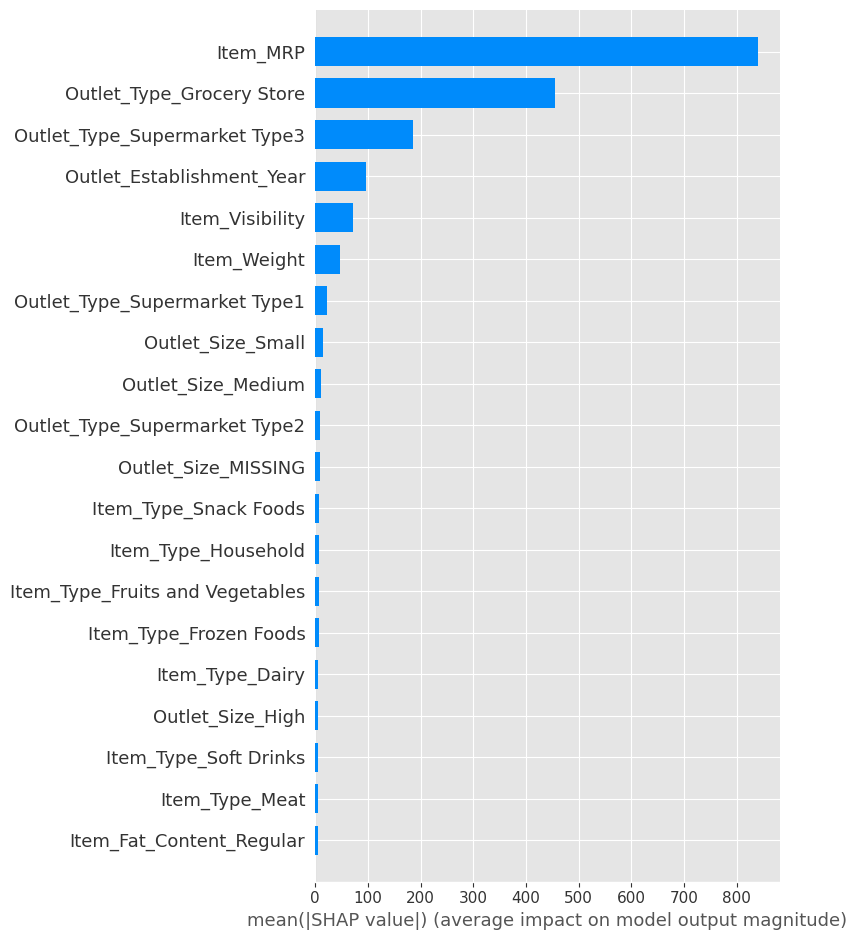 Item_MRP
Outlet_Type_Grocery Store
Outlet_Type_Supermarket Type3
Outlet_Establishment_Year
Item_Visibility
Item_Weight
Outlet_Type_Supermarket Type1
Outlet_Size_Small
Outlet_Size_Medium
Outlet_Type_Supermarket Type2
Outlet_Size_MISSING
Item_Type_Snack Foods
Item_Type_Household
Item_Type_Fruits and Vegetables
Item_Type_Frozen Foods
Item_Type_Dairy
Outlet_Size_High
Item_Type_Soft Drinks
Item_Type_Meat
Item_Fat_Content_Regular
0 100 200 300 400 500 600 700 800
mean(|SHAP value|) (average impact on model output magnitude)